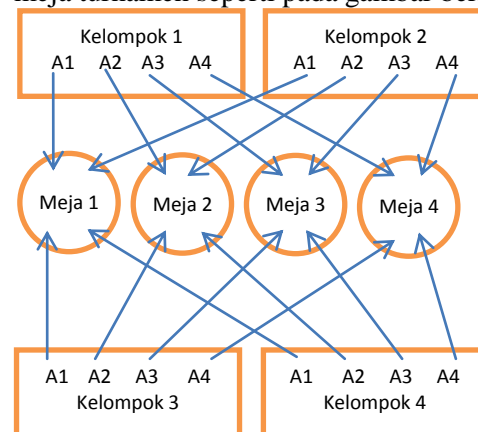 meja turnamen seperti pada gambar ber
Kelompok 1 Kelompok 2
A1 A2 A3 A4 A1 A2 A3 A4
Meja 1 Meja 2 Meja 3 Meja 4
A1 A2 A3 A4 A1 A2 A3 A4
Kelompok 3 Kelompok 4